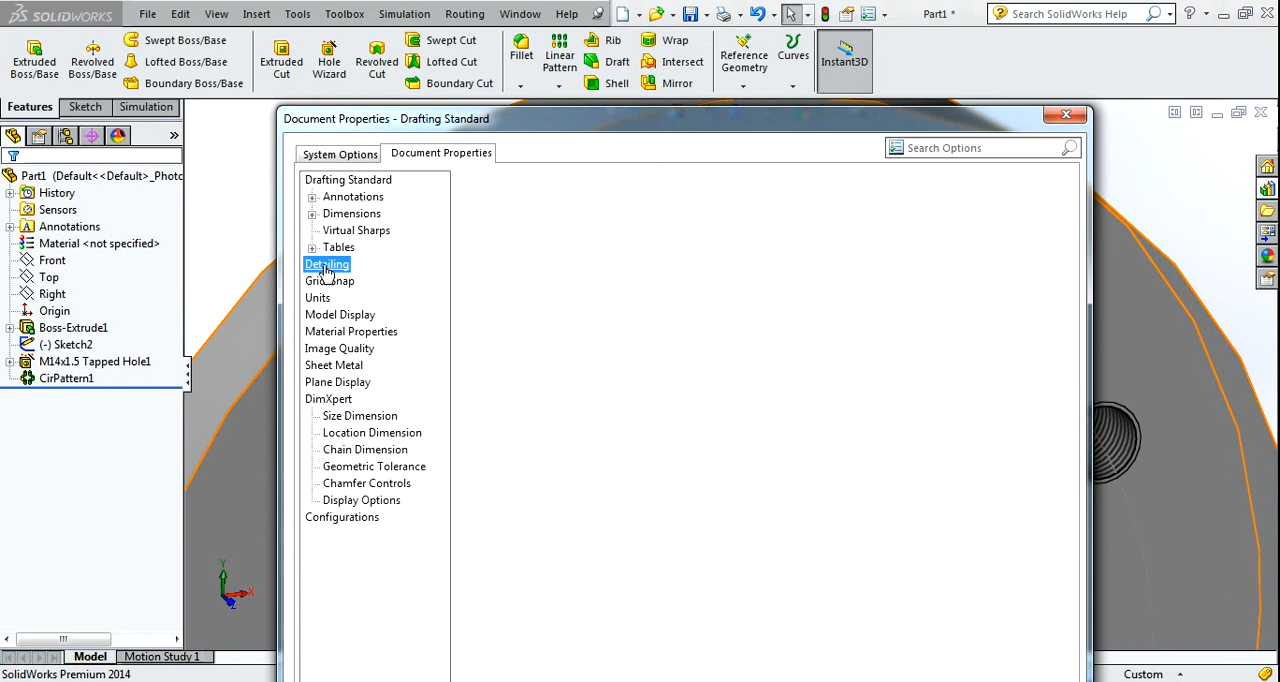 SOLIDWORKS File Edit View Insert Tools Toolbox Simulation Routing Window Help Part1 * Search SolidWorks Help
Extruded Boss/Base
Revolved Boss/Base
Swept Boss/Base
Lofted Boss/Base
Boundary Boss/Base
Extruded Cut
Hole Wizard
Revolved Cut
Swept Cut
Lofted Cut
Boundary Cut
Fillet
Linear Pattern
Rib
Draft
Shell
Wrap
Intersect
Mirror
Reference Geometry
Curves
Instant3D
Features Sketch Simulation
Part1 (Default<<Default>_Photo
History
Sensors
Annotations
Material <not specified>
Front
Top
Right
Origin
Boss-Extrude1
(-) Sketch2
M14x1.5 Tapped Hole1
CirPattern1
Document Properties - Drafting Standard
System Options Document Properties Search Options
Drafting Standard
Annotations
Dimensions
Virtual Sharps
Tables
Detailing
Units
Model Display
Material Properties
Image Quality
Sheet Metal
Plane Display
DimXpert
Size Dimension
Location Dimension
Chain Dimension
Geometric Tolerance
Chamfer Controls
Display Options
Configurations
Y
X
Model Motion Study 1
SolidWorks Premium 2014 Custom